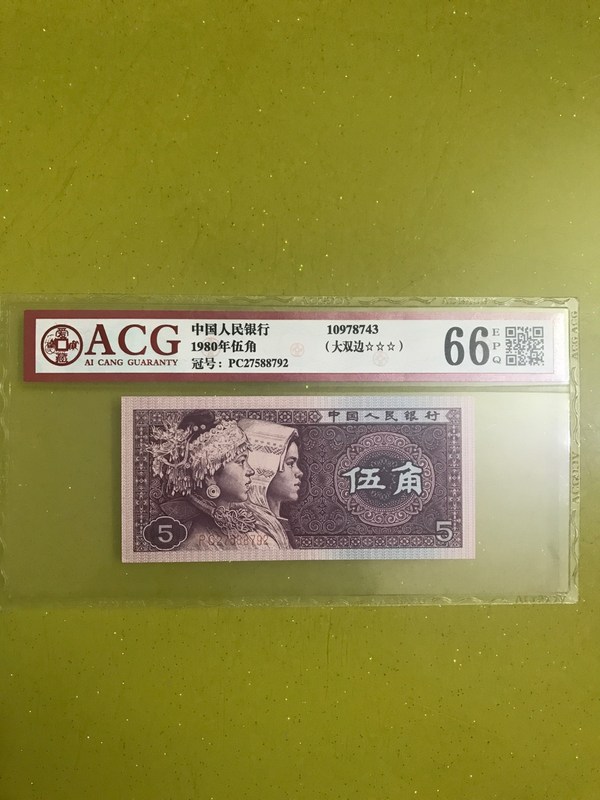 ACG
AI CANG GUARANTY
中国人民银行
1980年伍角
冠号：PC27588792
10978743
（大双边☆☆☆）
66
EPQ
中国人民银行
伍角
5
PC27588792
5